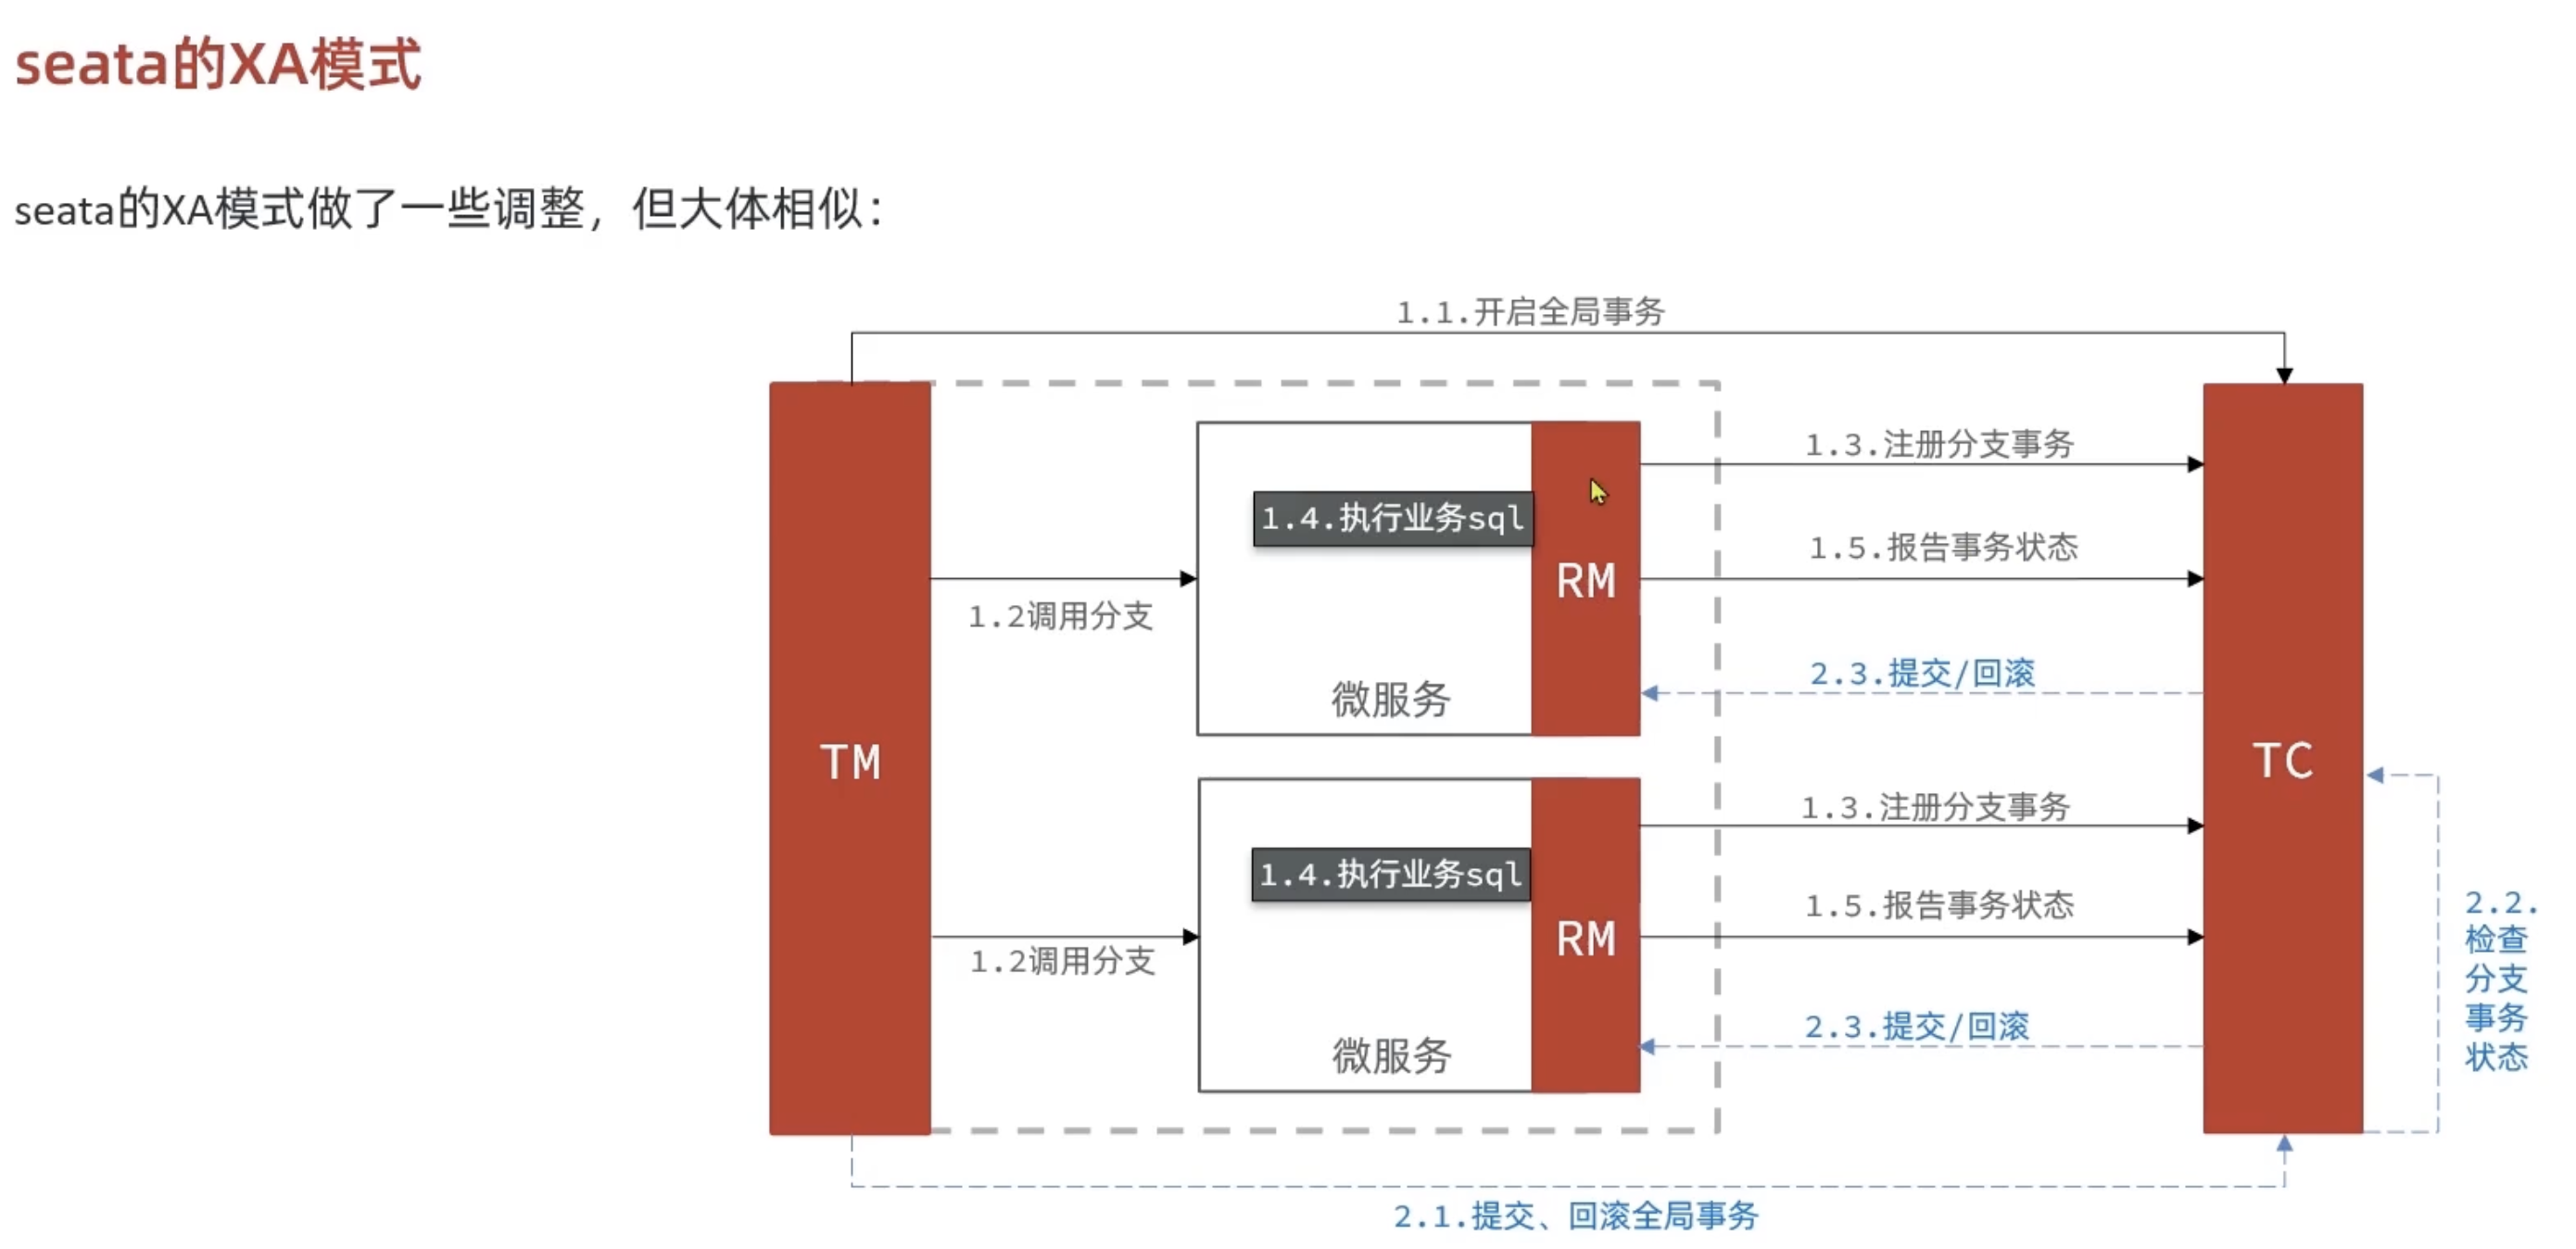 seata的XA模式
seata的XA模式做了一些调整，但大体相似：
1.1.开启全局事务
1.3.注册分支事务
1.4.执行业务sql
1.5.报告事务状态
RM
1.2调用分支
2.3.提交/回滚
微服务
TM
TC
1.3.注册分支事务
1.4.执行业务sql
1.5.报告事务状态
RM
1.2调用分支
2.3.提交/回滚
微服务
2.2.
检查
分支
事务
状态
2.1.提交、回滚全局事务